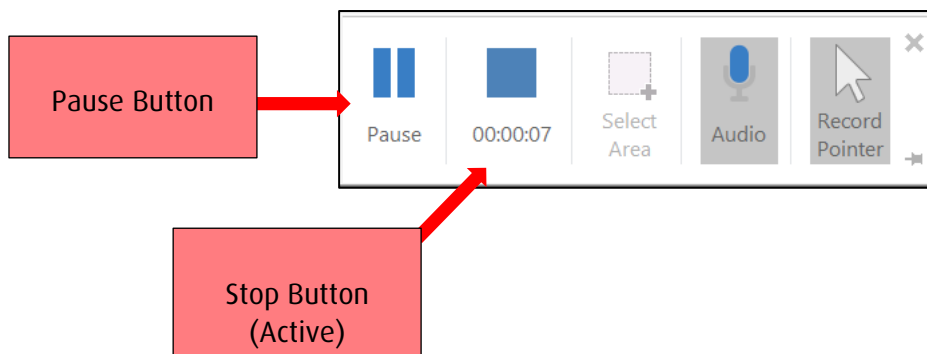 Pause Button
Pause
00:00:07
Select
Area
Audio
Record
Pointer
Stop Button
(Active)